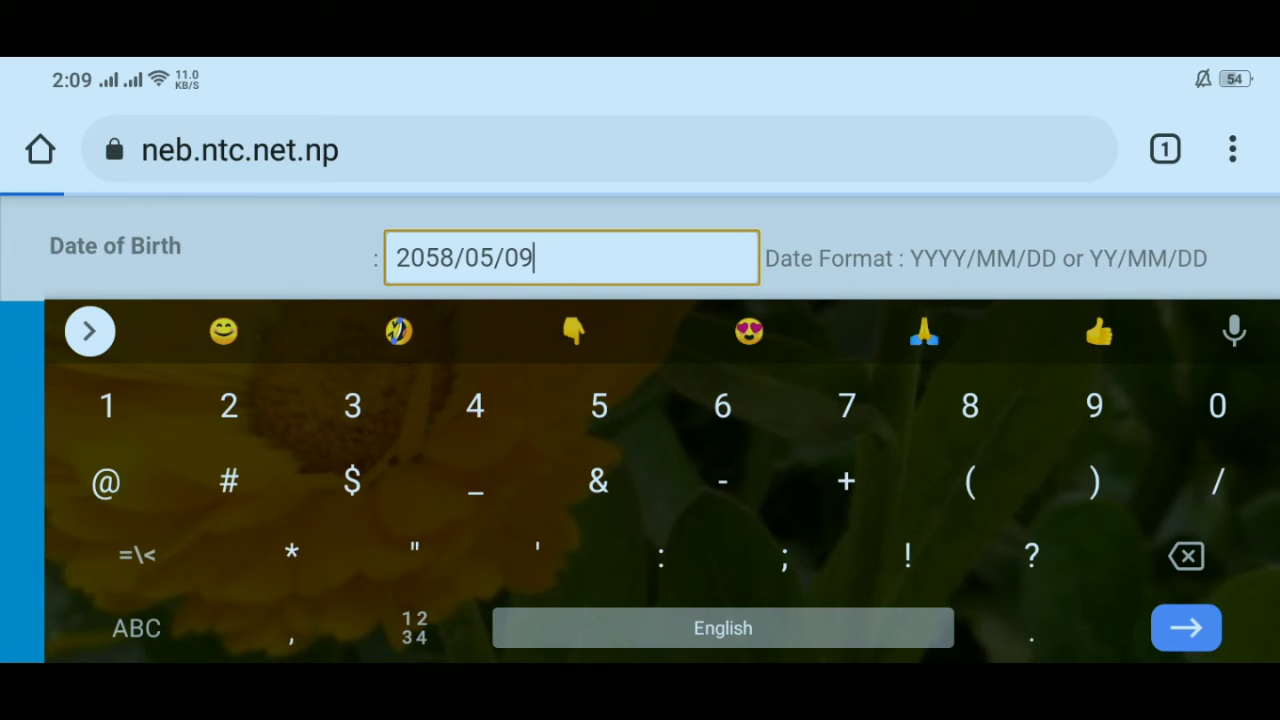 2:09 11.0 KB/S 54
neb.ntc.net.np 1
Date of Birth : 2058/05/09 Date Format : YYYY/MM/DD or YY/MM/DD
1 2 3 4 5 6 7 8 9 0
@ # $ _ & - + ( ) /
=\< * " ' : ; ! ?
ABC , 12 34 English .